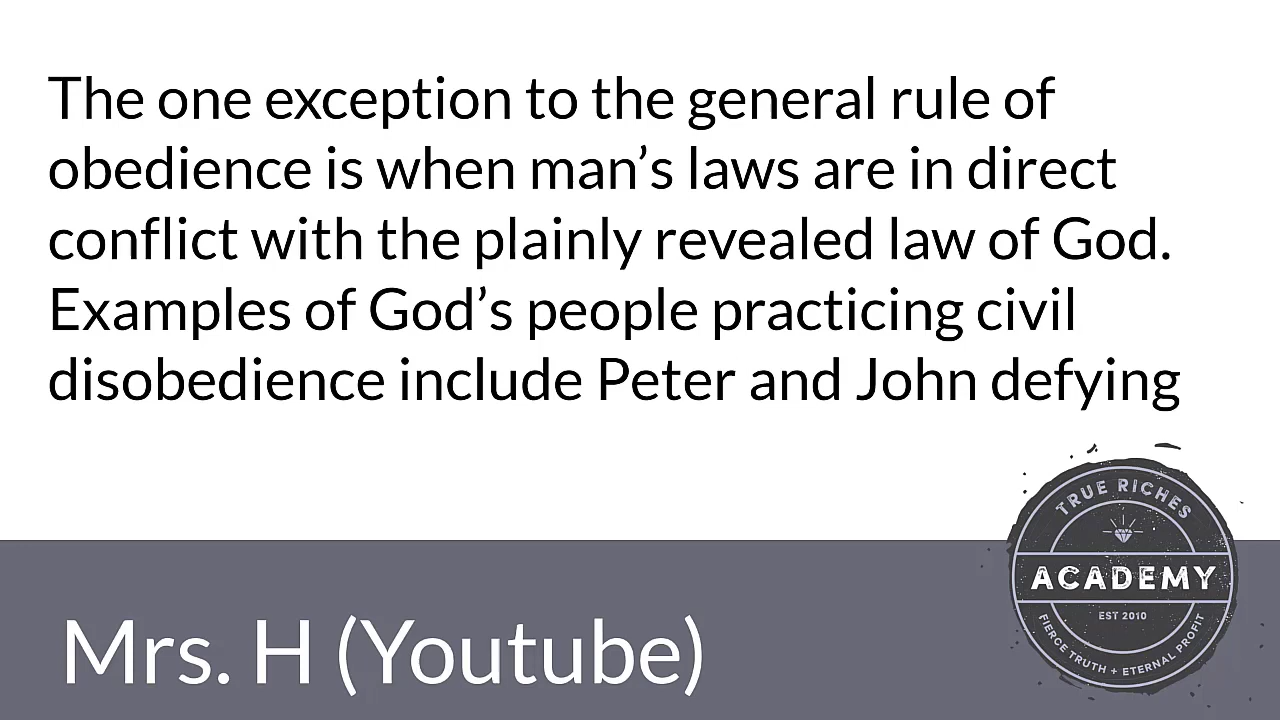 The one exception to the general rule of
obedience is when man’s laws are in direct
conflict with the plainly revealed law of God.
Examples of God’s people practicing civil
disobedience include Peter and John defying
TRUE RICHES
ACADEMY
EST 2010
FIERCE TRUTH + ETERNAL PROFIT
Mrs. H (Youtube)